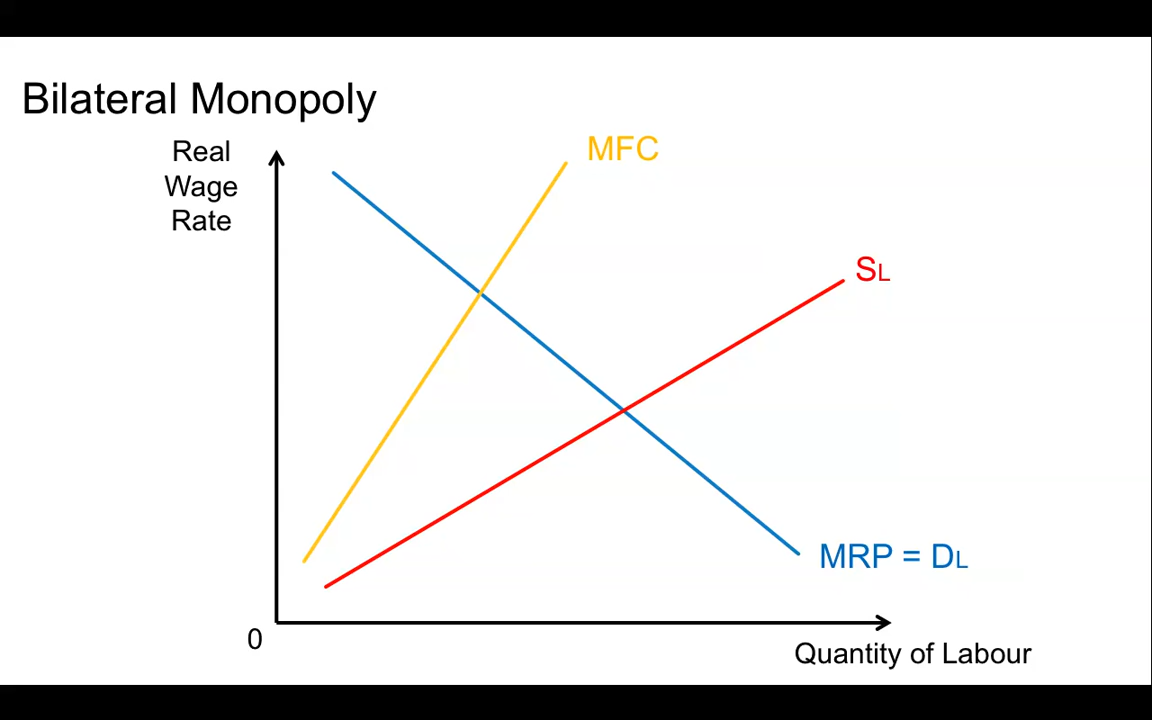 Bilateral Monopoly
Real
Wage
Rate
MFC
SL
MRP = DL
0
Quantity of Labour